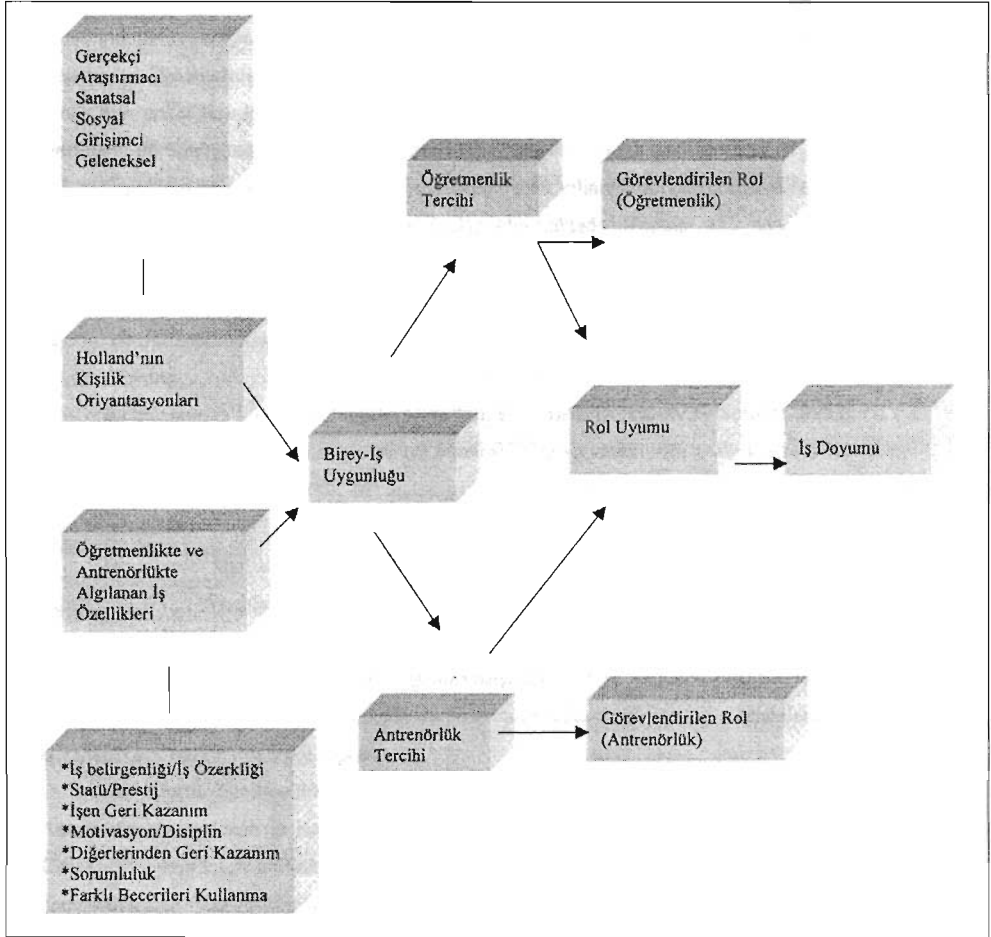 Gerçekçi
Araştırmacı
Sanatsal
Sosyal
Girişimci
Geleneksel
Öğretmenlik
Tercihi
Görevlendirilen Rol
(Öğretmenlik)
Holland'nın
Kişilik
Oriyantasyonları
Birey-İş
Uygunluğu
Rol Uyumu
İş Doyumu
Öğretmenlikte ve
Antrenörlükte
Algılanan İş
Özellikleri
Antrenörlük
Tercihi
Görevlendirilen Rol
(Antrenörlük)
*İş belirgenliği/İş Özerkliği
*Statü/Prestij
*İşen Geri Kazanım
*Motivasyon/Disiplin
*Diğerlerinden Geri Kazanım
*Sorumluluk
*Farklı Becerileri Kullanma